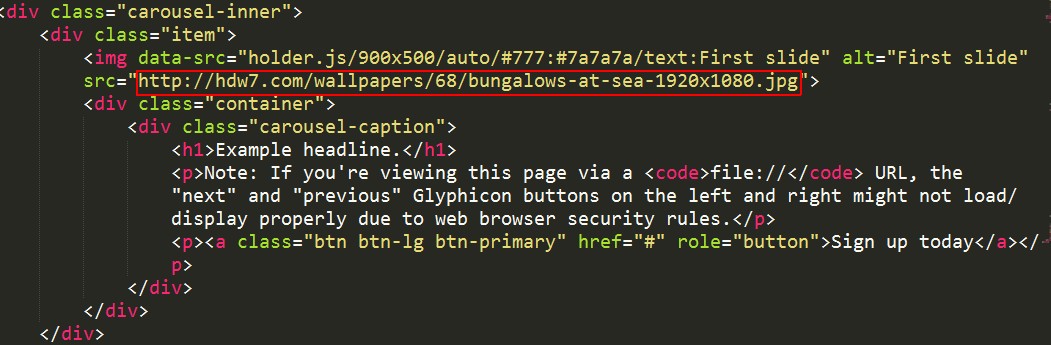 <div class="carousel-inner">
<div class="item">
<img data-src="holder.js/900x500/auto/#777:#7a7a7a/text:First slide" alt="First slide"
src="http://hdw7.com/wallpapers/68/bungalows-at-sea-1920x1080.jpg">
<div class="container">
<div class="carousel-caption">
<h1>Example headline.</h1>
<p>Note: If you're viewing this page via a <code>file://</code> URL, the
"next" and "previous" Glyphicon buttons on the left and right might not load/
display properly due to web browser security rules.</p>
<p><a class="btn btn-lg btn-primary" href="#" role="button">Sign up today</a></
p>
</div>
</div>
</div>